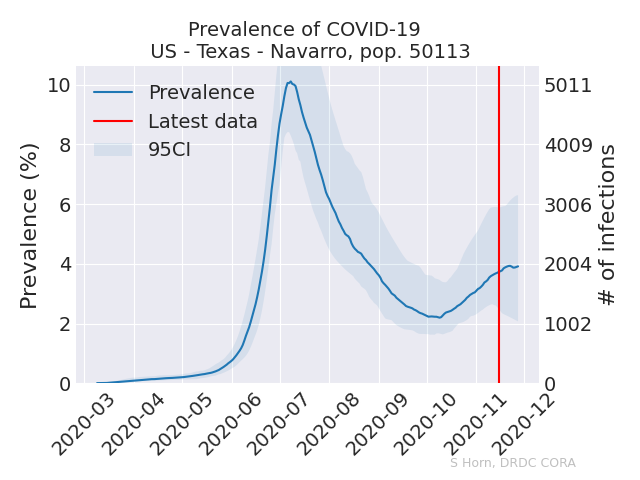 Prevalence of COVID-19
US - Texas - Navarro, pop. 50113
Prevalence
Latest data
95CI
Prevalence (%)
10
8
6
4
2
0
5011
4009
3006
2004
1002
0
# of infections
2020-03
2020-04
2020-05
2020-06
2020-07
2020-08
2020-09
2020-10
2020-11
2020-12
S Horn, DRDC CORA